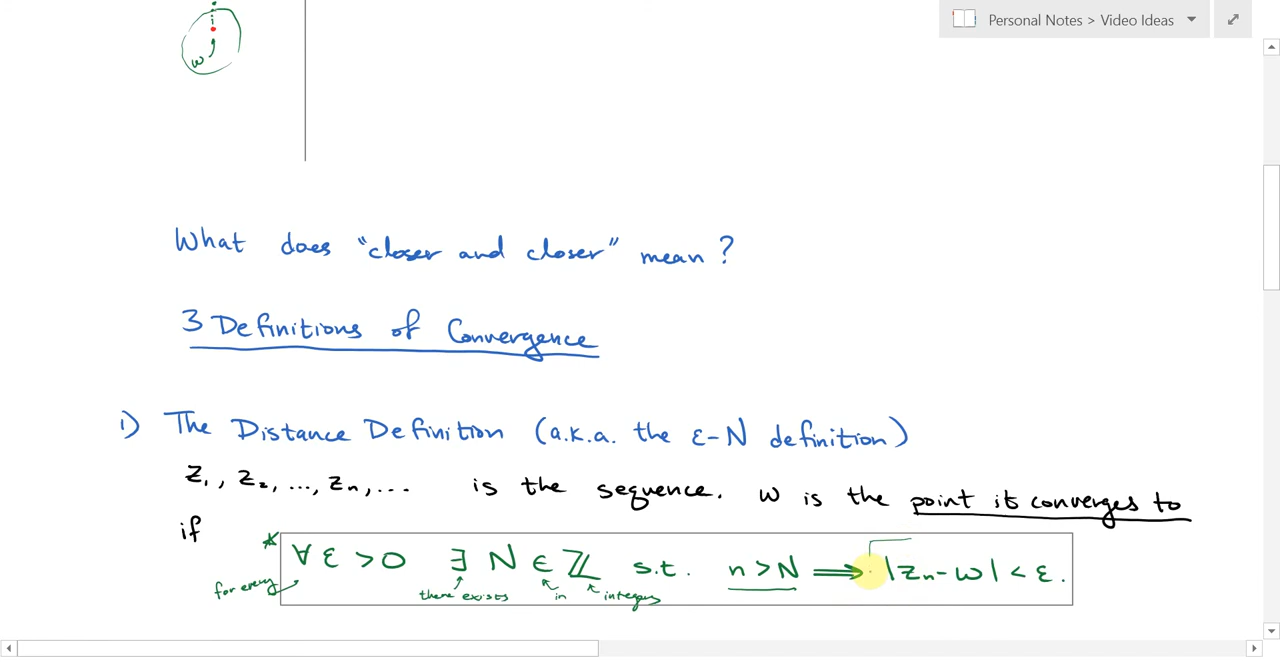 Personal Notes > Video Ideas
w
What does "closer and closer" mean?
3 Definitions of Convergence
1) The Distance Definition (a.k.a. the ε-N definition)
z₁, z₂, ..., zₙ, ... is the sequence. w is the point it converges to
if
* ∀ ε > 0 ∃ N ∈ ℤ s.t. n > N ⟹ |zₙ - w| < ε.
for every there exists in integers